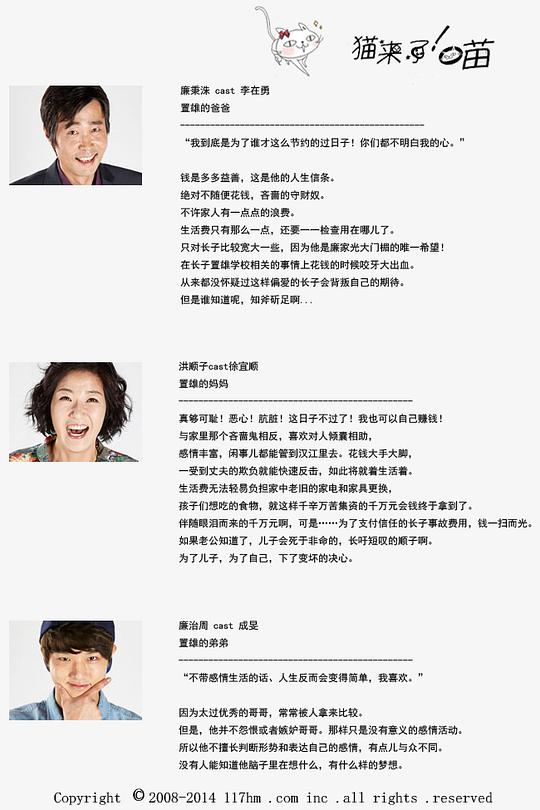 猫来了!喵
廉秉洙 cast 李在勇
置雄的爸爸
“我到底是为了谁才这么节约的过日子！你们都不明白我的心。”
钱是多多益善，这是他的人生信条。
绝对不随便花钱，吝啬的守财奴。
不许家人有一点点的浪费。
生活费只有那么一点，还要一一检查用在哪儿了。
只对长子比较宽大一些，因为他是廉家光大门楣的唯一希望！
在长子置雄学校相关的事情上花钱的时候咬牙大出血。
从来都没怀疑过这样偏爱的长子会背叛自己的期待。
但是谁知道呢，知斧斫足啊...
洪顺子cast徐宜顺
置雄的妈妈
真够可耻！恶心！肮脏！这日子不过了！我也可以自己赚钱！
与家里那个吝啬鬼相反，喜欢对人倾囊相助，
感情丰富，闲事儿都能管到汉江里去。花钱大手大脚，
一受到丈夫的欺负就能快速反击，如此将就着生活着。
生活费无法轻易负担家中老旧的家电和家具更换，
孩子们想吃的食物，就这样千辛万苦集资的千万元会钱终于拿到了。
伴随眼泪而来的千万元啊，可是……为了支付信任的长子事故费用，钱一扫而光。
如果老公知道了，儿子会死于非命的，长吁短叹的顺子啊。
为了儿子，为了自己，下了变坏的决心。
廉治周 cast 成旻
置雄的弟弟
“不带感情生活的话、人生反而会变得简单，我喜欢。”
因为太过优秀的哥哥，常常被人拿来比较。
但是，他并不怨恨或者嫉妒哥哥。那样只是没有意义的感情活动。
所以他不擅长判断形势和表达自己的感情，有点儿与众不同。
没有人能知道他脑子里在想什么，有什么样的梦想。
Copyright ©2008-2014 117hm .com inc .all rights .reserved